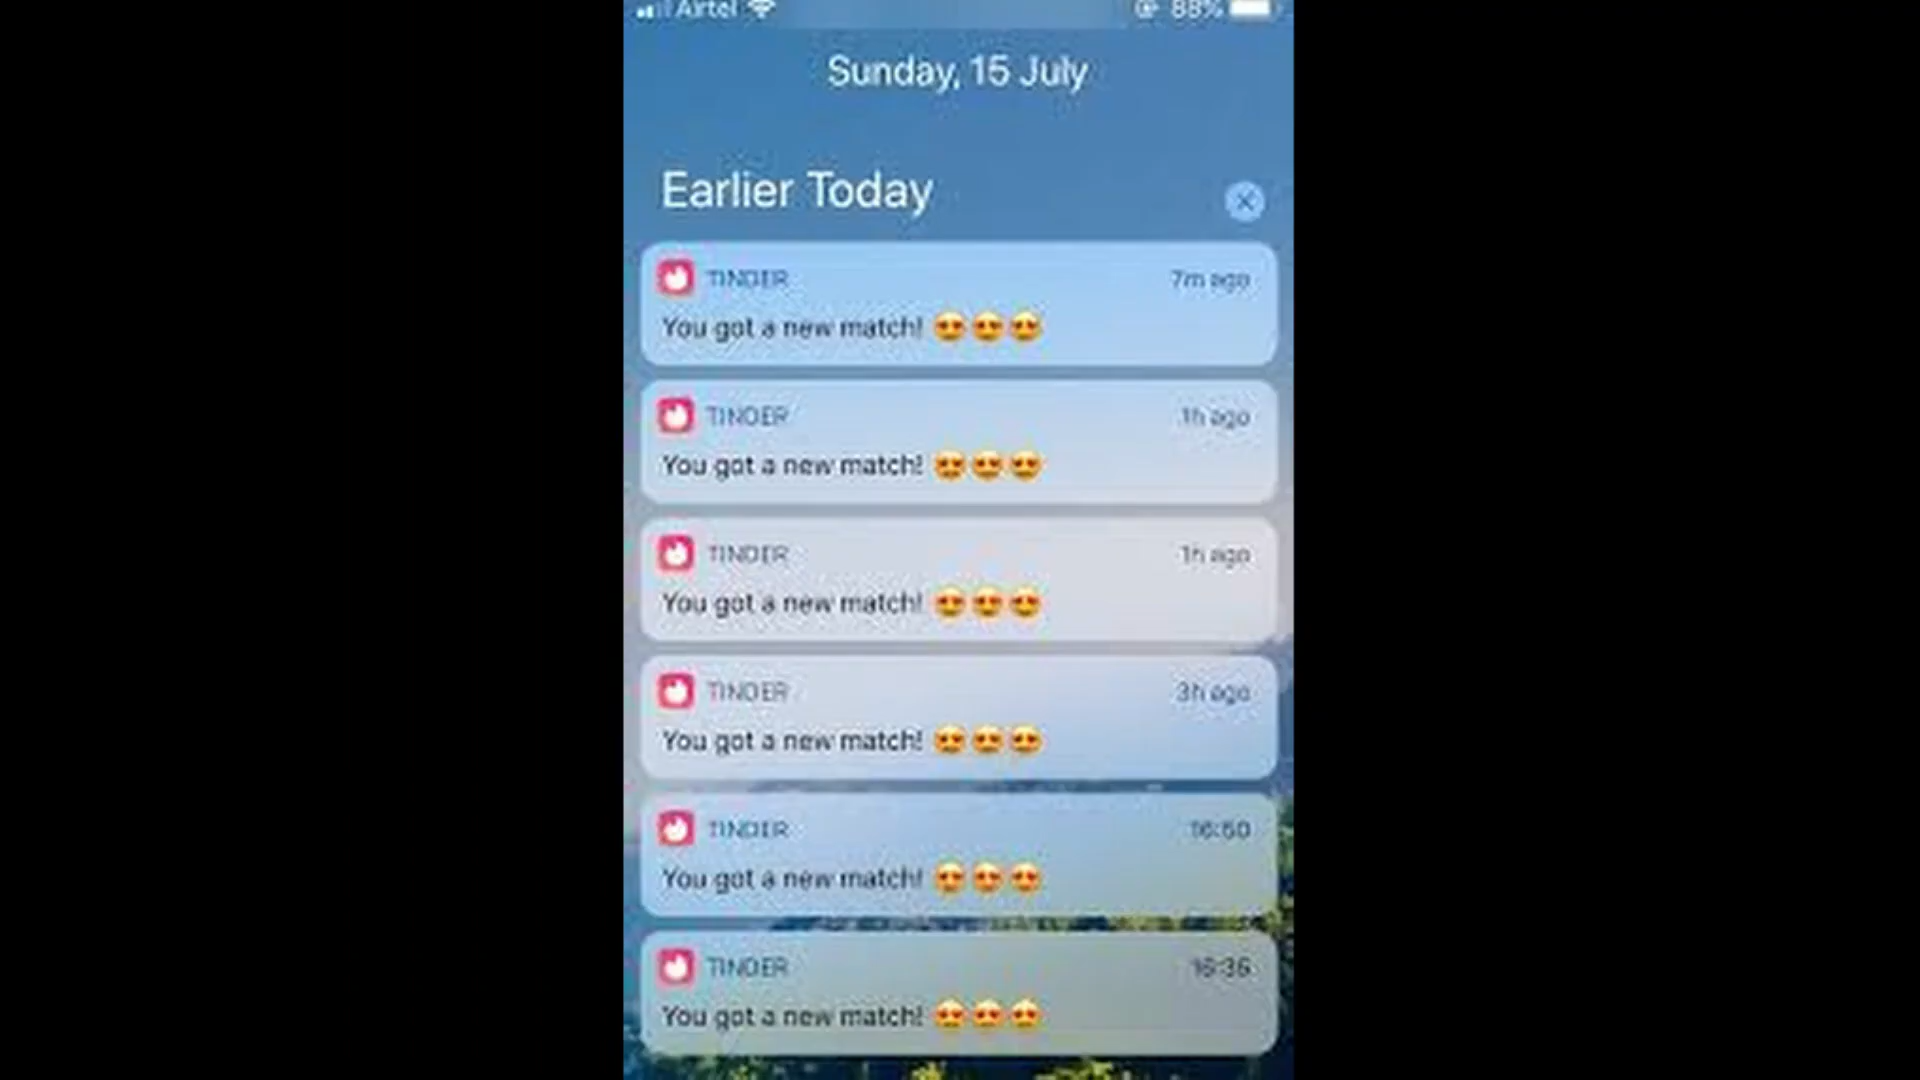 Airtel 88%
Sunday, 15 July
Earlier Today
TINDER 7m ago
You got a new match! 😍😍😍
TINDER 1h ago
You got a new match! 😍😍😍
TINDER 1h ago
You got a new match! 😍😍😍
TINDER 3h ago
You got a new match! 😍😍😍
TINDER 16:50
You got a new match! 😍😍😍
TINDER 16:36
You got a new match! 😍😍😍